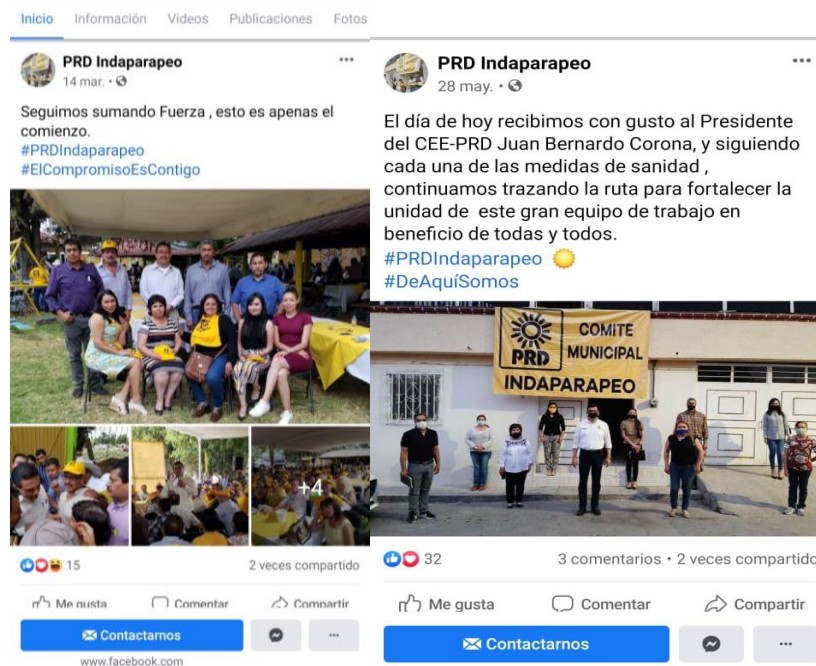 Inicio Información Videos Publicaciones Fotos
PRD Indaparapeo
14 mar.
Seguimos sumando Fuerza , esto es apenas el
comienzo.
#PRDIndaparapeo
#ElCompromisoEsContigo
+4
15
2 veces compartido
Me gusta Comentar Compartir
Contactarnos
www.facebook.com
PRD Indaparapeo
28 may.
El día de hoy recibimos con gusto al Presidente
del CEE-PRD Juan Bernardo Corona, y siguiendo
cada una de las medidas de sanidad ,
continuamos trazando la ruta para fortalecer la
unidad de este gran equipo de trabajo en
beneficio de todas y todos.
#PRDIndaparapeo
#DeAquíSomos
PRD
COMITE
MUNICIPAL
INDAPARAPEO
32
3 comentarios • 2 veces compartido
Me gusta Comentar Compartir
Contactarnos